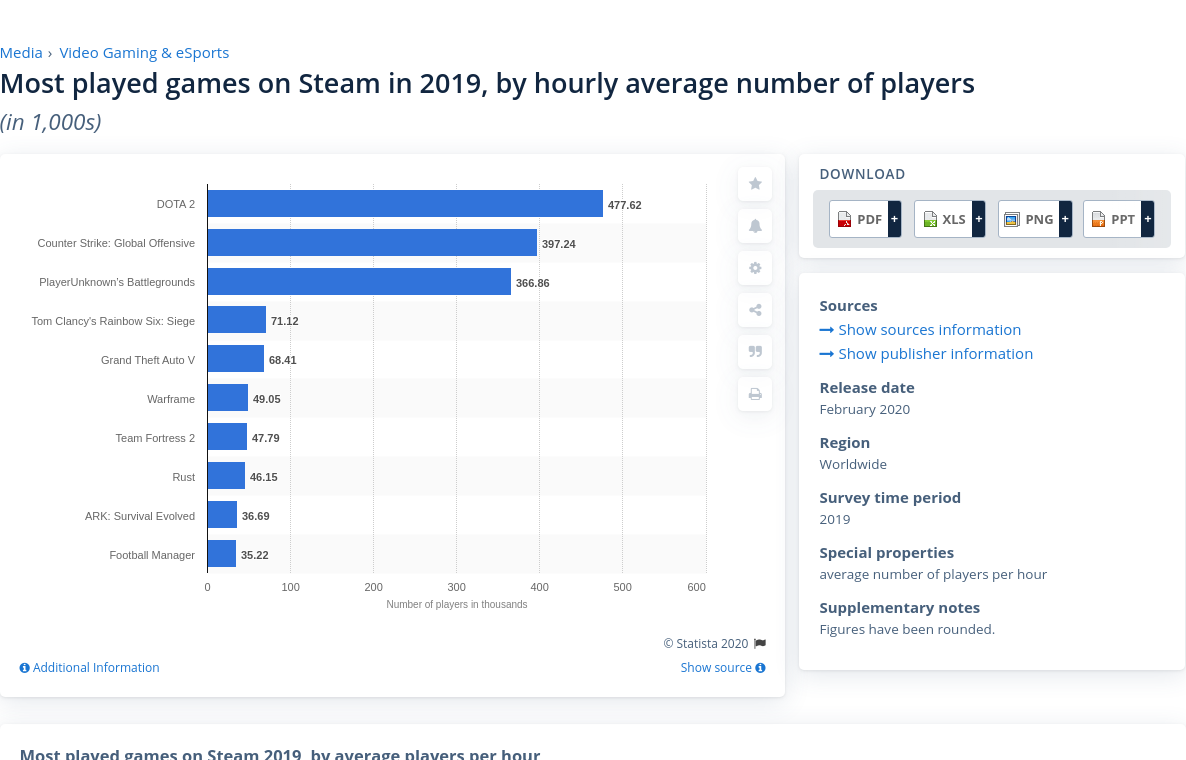 Media › Video Gaming & eSports
Most played games on Steam in 2019, by hourly average number of players
(in 1,000s)
DOTA 2 477.62
Counter Strike: Global Offensive 397.24
PlayerUnknown's Battlegrounds 366.86
Tom Clancy's Rainbow Six: Siege 71.12
Grand Theft Auto V 68.41
Warframe 49.05
Team Fortress 2 47.79
Rust 46.15
ARK: Survival Evolved 36.69
Football Manager 35.22
0 100 200 300 400 500 600
Number of players in thousands
© Statista 2020
Additional Information
Show source
DOWNLOAD
PDF + XLS + PNG + PPT +
Sources
Show sources information
Show publisher information
Release date
February 2020
Region
Worldwide
Survey time period
2019
Special properties
average number of players per hour
Supplementary notes
Figures have been rounded.
Most played games on Steam 2019, by average players per hour